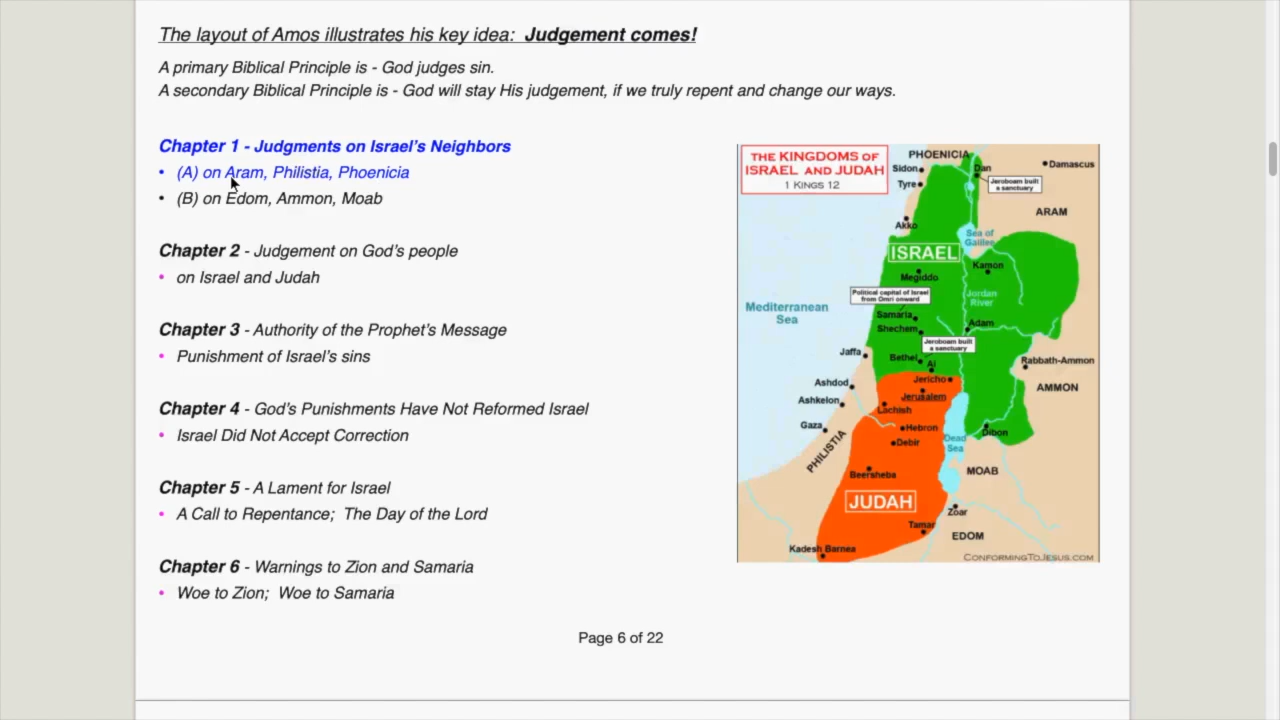 The layout of Amos illustrates his key idea: Judgement comes!
A primary Biblical Principle is - God judges sin.
A secondary Biblical Principle is - God will stay His judgement, if we truly repent and change our ways.
Chapter 1 - Judgments on Israel's Neighbors
• (A) on Aram, Philistia, Phoenicia
• (B) on Edom, Ammon, Moab
Chapter 2 - Judgement on God's people
• on Israel and Judah
Chapter 3 - Authority of the Prophet's Message
• Punishment of Israel's sins
Chapter 4 - God's Punishments Have Not Reformed Israel
• Israel Did Not Accept Correction
Chapter 5 - A Lament for Israel
• A Call to Repentance; The Day of the Lord
Chapter 6 - Warnings to Zion and Samaria
• Woe to Zion; Woe to Samaria
THE KINGDOMS OF
ISRAEL AND JUDAH
1 KINGS 12
PHOENICIA
Damascus
Sidon
Dan
Jeroboam built
a sanctuary
Tyre
ARAM
Akko
Sea of
Galilee
ISRAEL
Kamon
Megiddo
Political capital of Israel
from Omri onward
Jordan
River
Mediterranean
Sea
Samaria
Adam
Shechem
Jeroboam built
a sanctuary
Jaffa
Bethel
Ai
Rabbath-Ammon
Jericho
Ashdod
AMMON
Jerusalem
Ashkelon
Lachish
Gaza
Hebron
Dibon
PHILISTIA
Debir
Dead
Sea
Beersheba
MOAB
JUDAH
Zoar
Tamar
EDOM
Kadesh Barnea
CONFORMINGTOJESUS.COM
Page 6 of 22